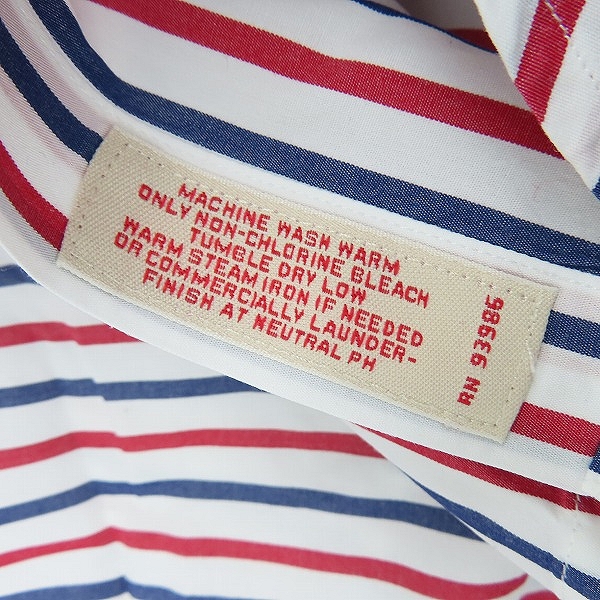 MACHINE WASH WARM
ONLY NON-CHLORINE BLEACH
TUMBLE DRY LOW
WARM STEAM IRON IF NEEDED
OR COMMERCIALLY LAUNDER-
FINISH AT NEUTRAL PH
RN 93986